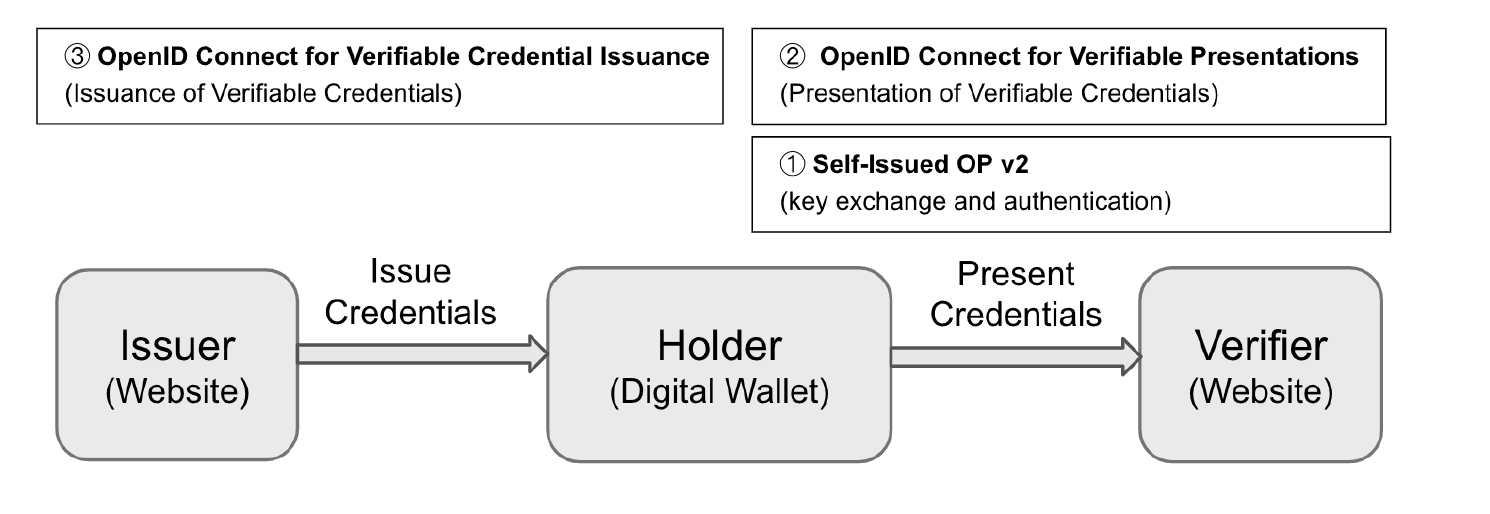 ③ OpenID Connect for Verifiable Credential Issuance
(Issuance of Verifiable Credentials)
② OpenID Connect for Verifiable Presentations
(Presentation of Verifiable Credentials)
① Self-Issued OP v2
(key exchange and authentication)
Issuer
(Website)
Issue
Credentials
Holder
(Digital Wallet)
Present
Credentials
Verifier
(Website)